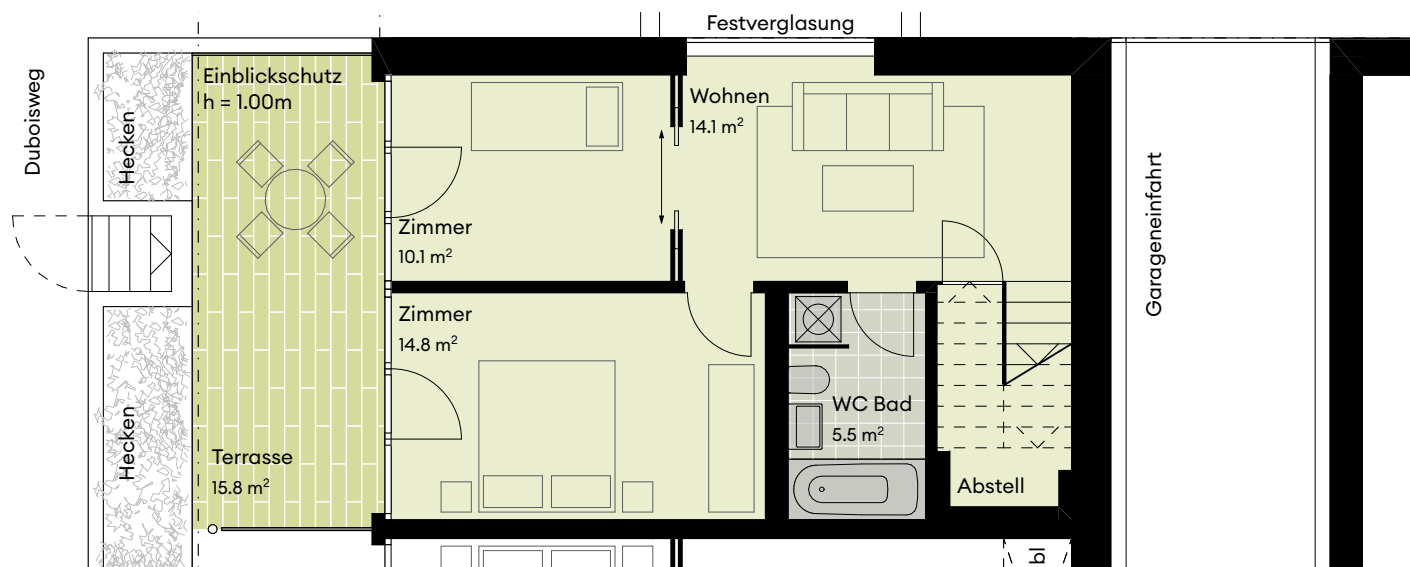 Festverglasung
Duboisweg
Hecken
Einblickschutz
h = 1.00m
Wohnen
14.1 m²
Garageneinfahrt
Zimmer
10.1 m²
Zimmer
14.8 m²
WC Bad
5.5 m²
Hecken
Terrasse
15.8 m²
Abstell
bl